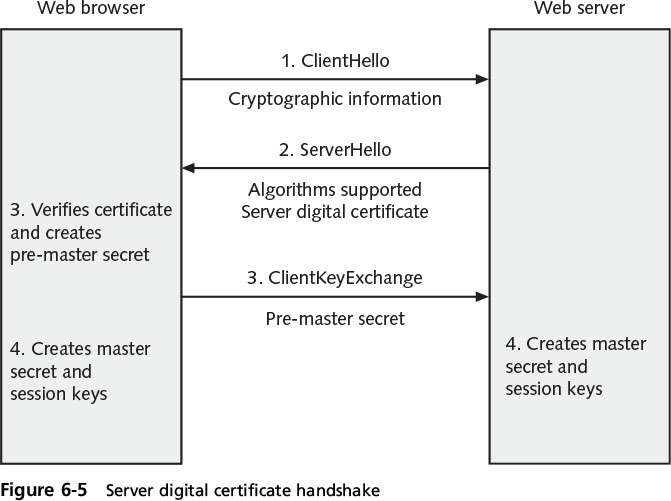 Web browser
Web server
1. ClientHello
Cryptographic information
2. ServerHello
Algorithms supported
Server digital certificate
3. Verifies certificate
and creates
pre-master secret
3. ClientKeyExchange
Pre-master secret
4. Creates master
secret and
session keys
4. Creates master
secret and
session keys
Figure 6-5 Server digital certificate handshake